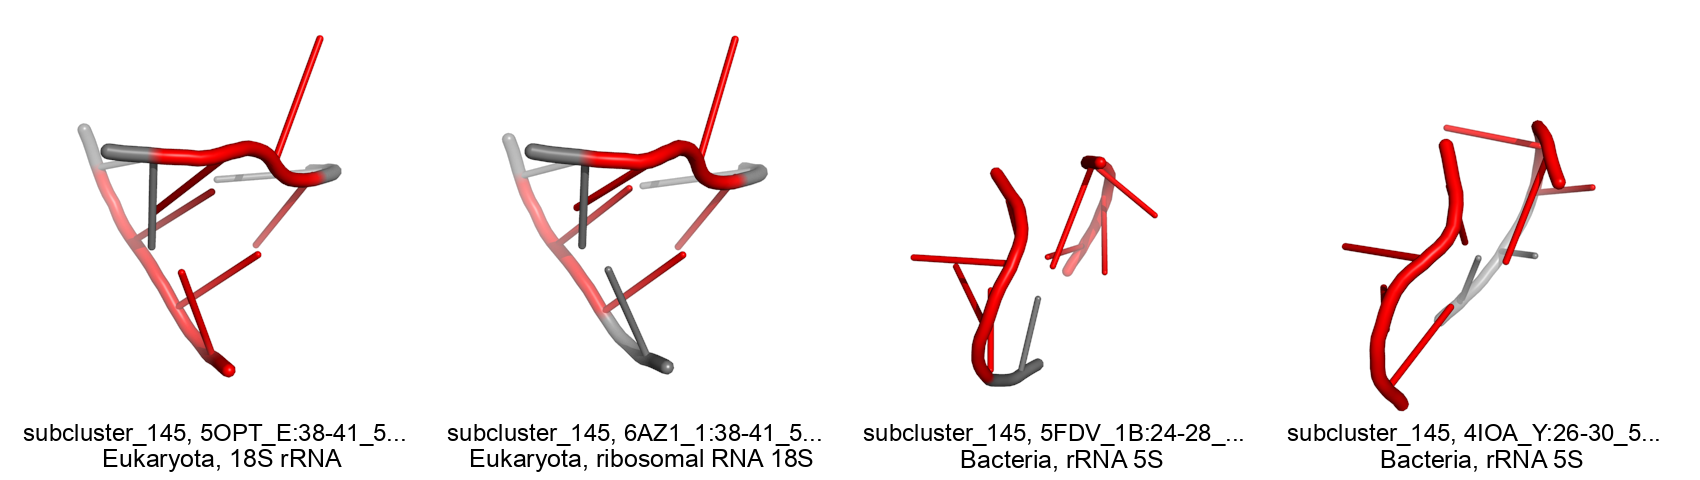 subcluster_145, 5OPT_E:38-41_5...
Eukaryota, 18S rRNA
subcluster_145, 6AZ1_1:38-41_5...
Eukaryota, ribosomal RNA 18S
subcluster_145, 5FDV_1B:24-28_...
Bacteria, rRNA 5S
subcluster_145, 4IOA_Y:26-30_5...
Bacteria, rRNA 5S